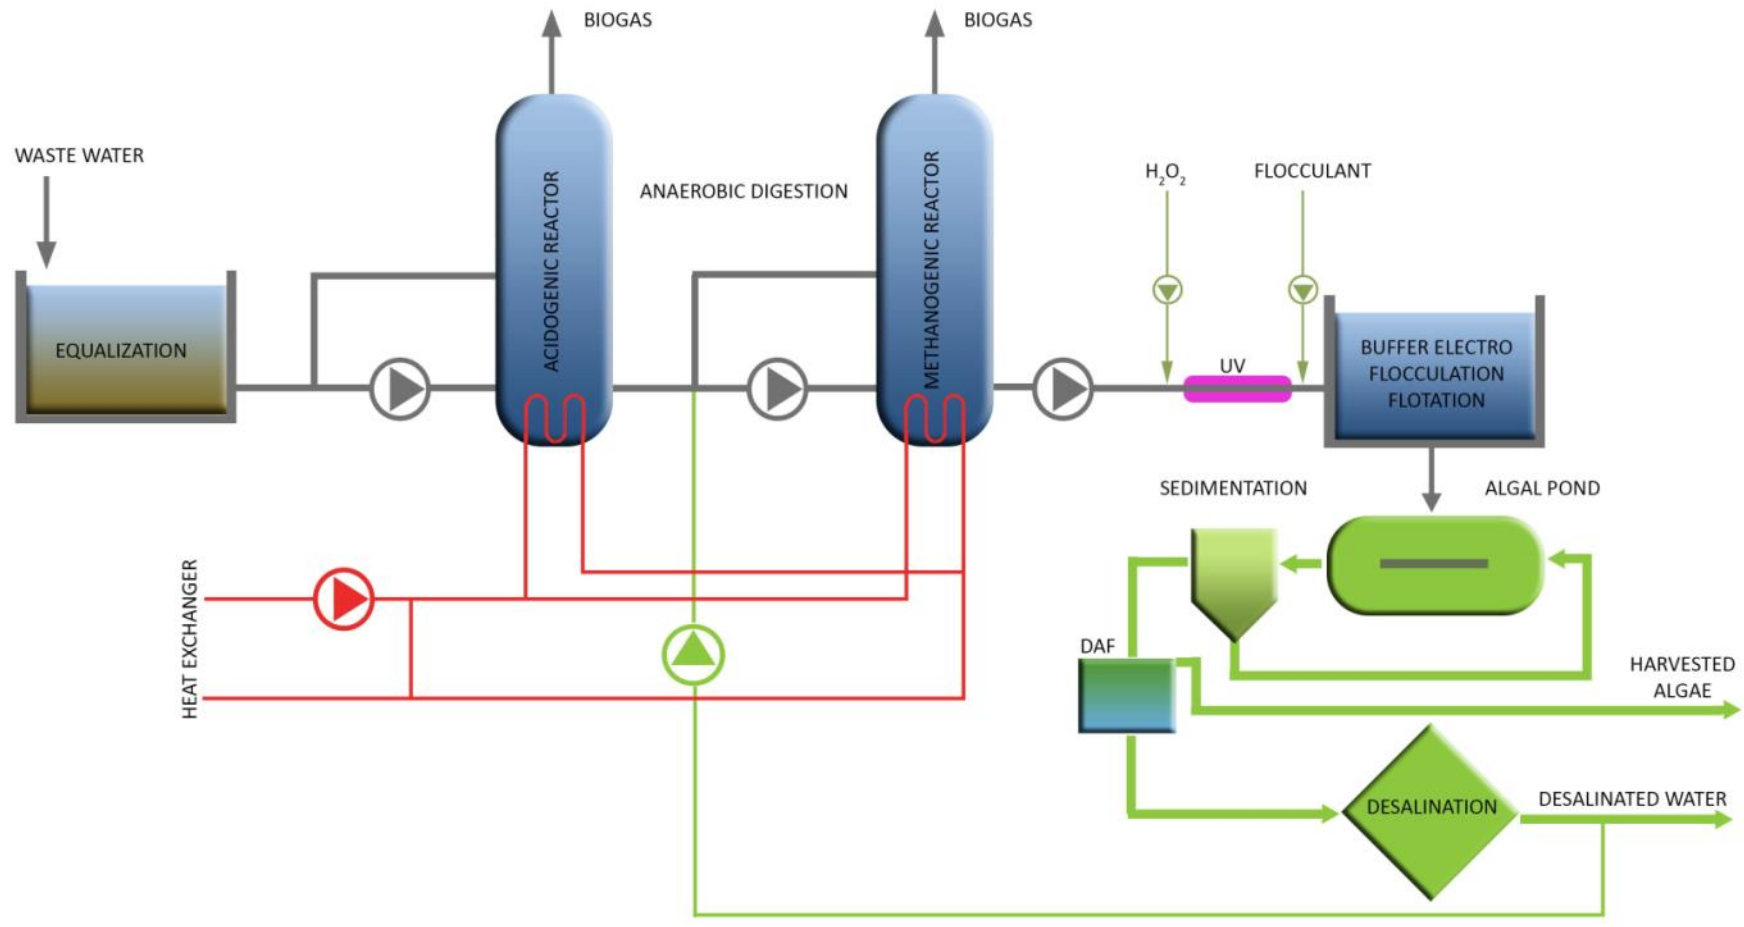 BIOGAS
BIOGAS
WASTE WATER
ACIDOGENIC REACTOR
ANAEROBIC DIGESTION
METHANOGENIC REACTOR
H₂O₂
FLOCCULANT
EQUALIZATION
UV
BUFFER ELECTRO
FLOCCULATION
FLOTATION
SEDIMENTATION
ALGAL POND
HEAT EXCHANGER
DAF
HARVESTED
ALGAE
DESALINATION
DESALINATED WATER